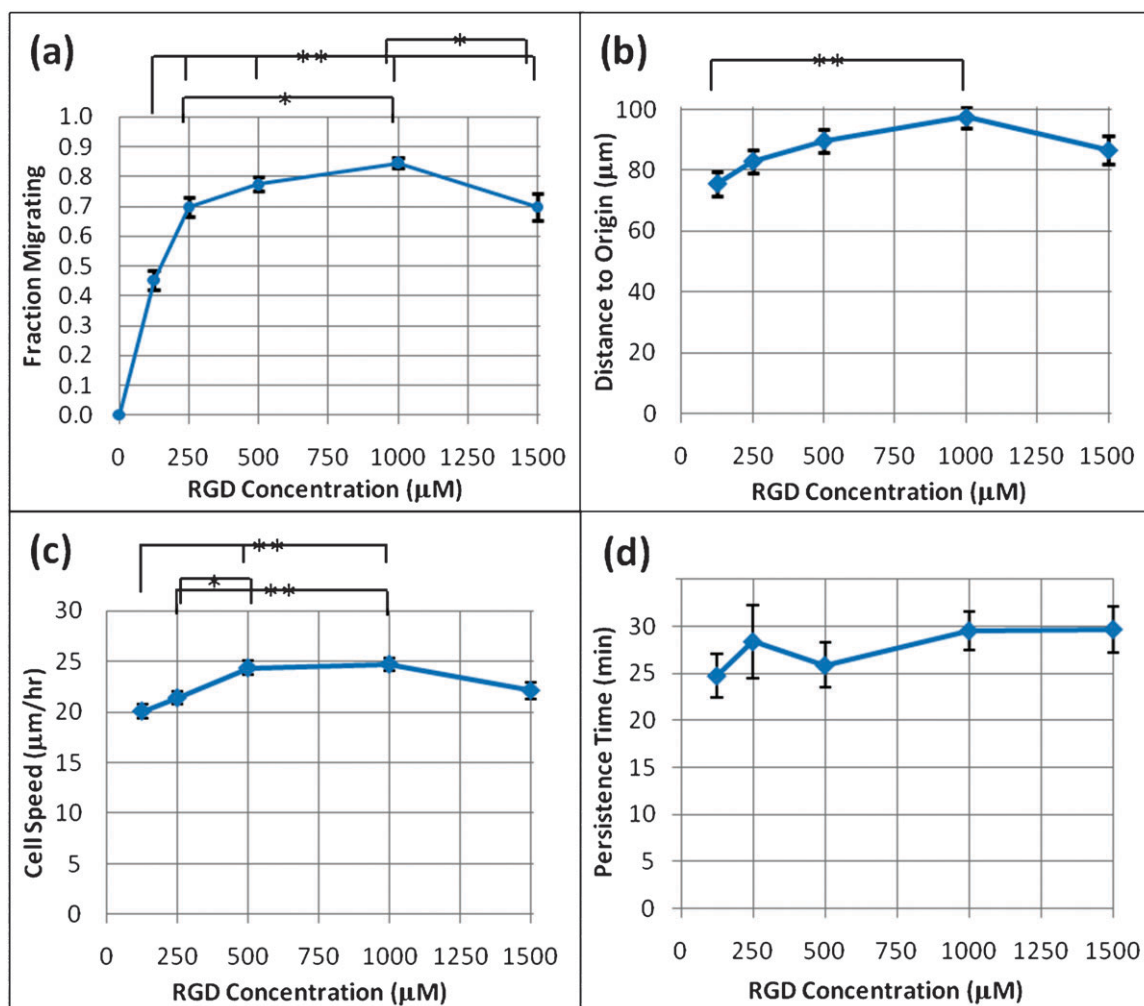 (a)
**
*
*
1.0
0.9
0.8
0.7
0.6
0.5
0.4
0.3
0.2
0.1
0.0
Fraction Migrating
0 250 500 750 1000 1250 1500
RGD Concentration (μM)
(b)
**
100
80
60
40
20
0
Distance to Origin (μm)
0 250 500 750 1000 1250 1500
RGD Concentration (μM)
(c)
**
*
**
30
25
20
15
10
5
0
Cell Speed (μm/hr)
0 250 500 750 1000 1250 1500
RGD Concentration (μM)
(d)
30
25
20
15
10
5
0
Persistence Time (min)
0 250 500 750 1000 1250 1500
RGD Concentration (μM)